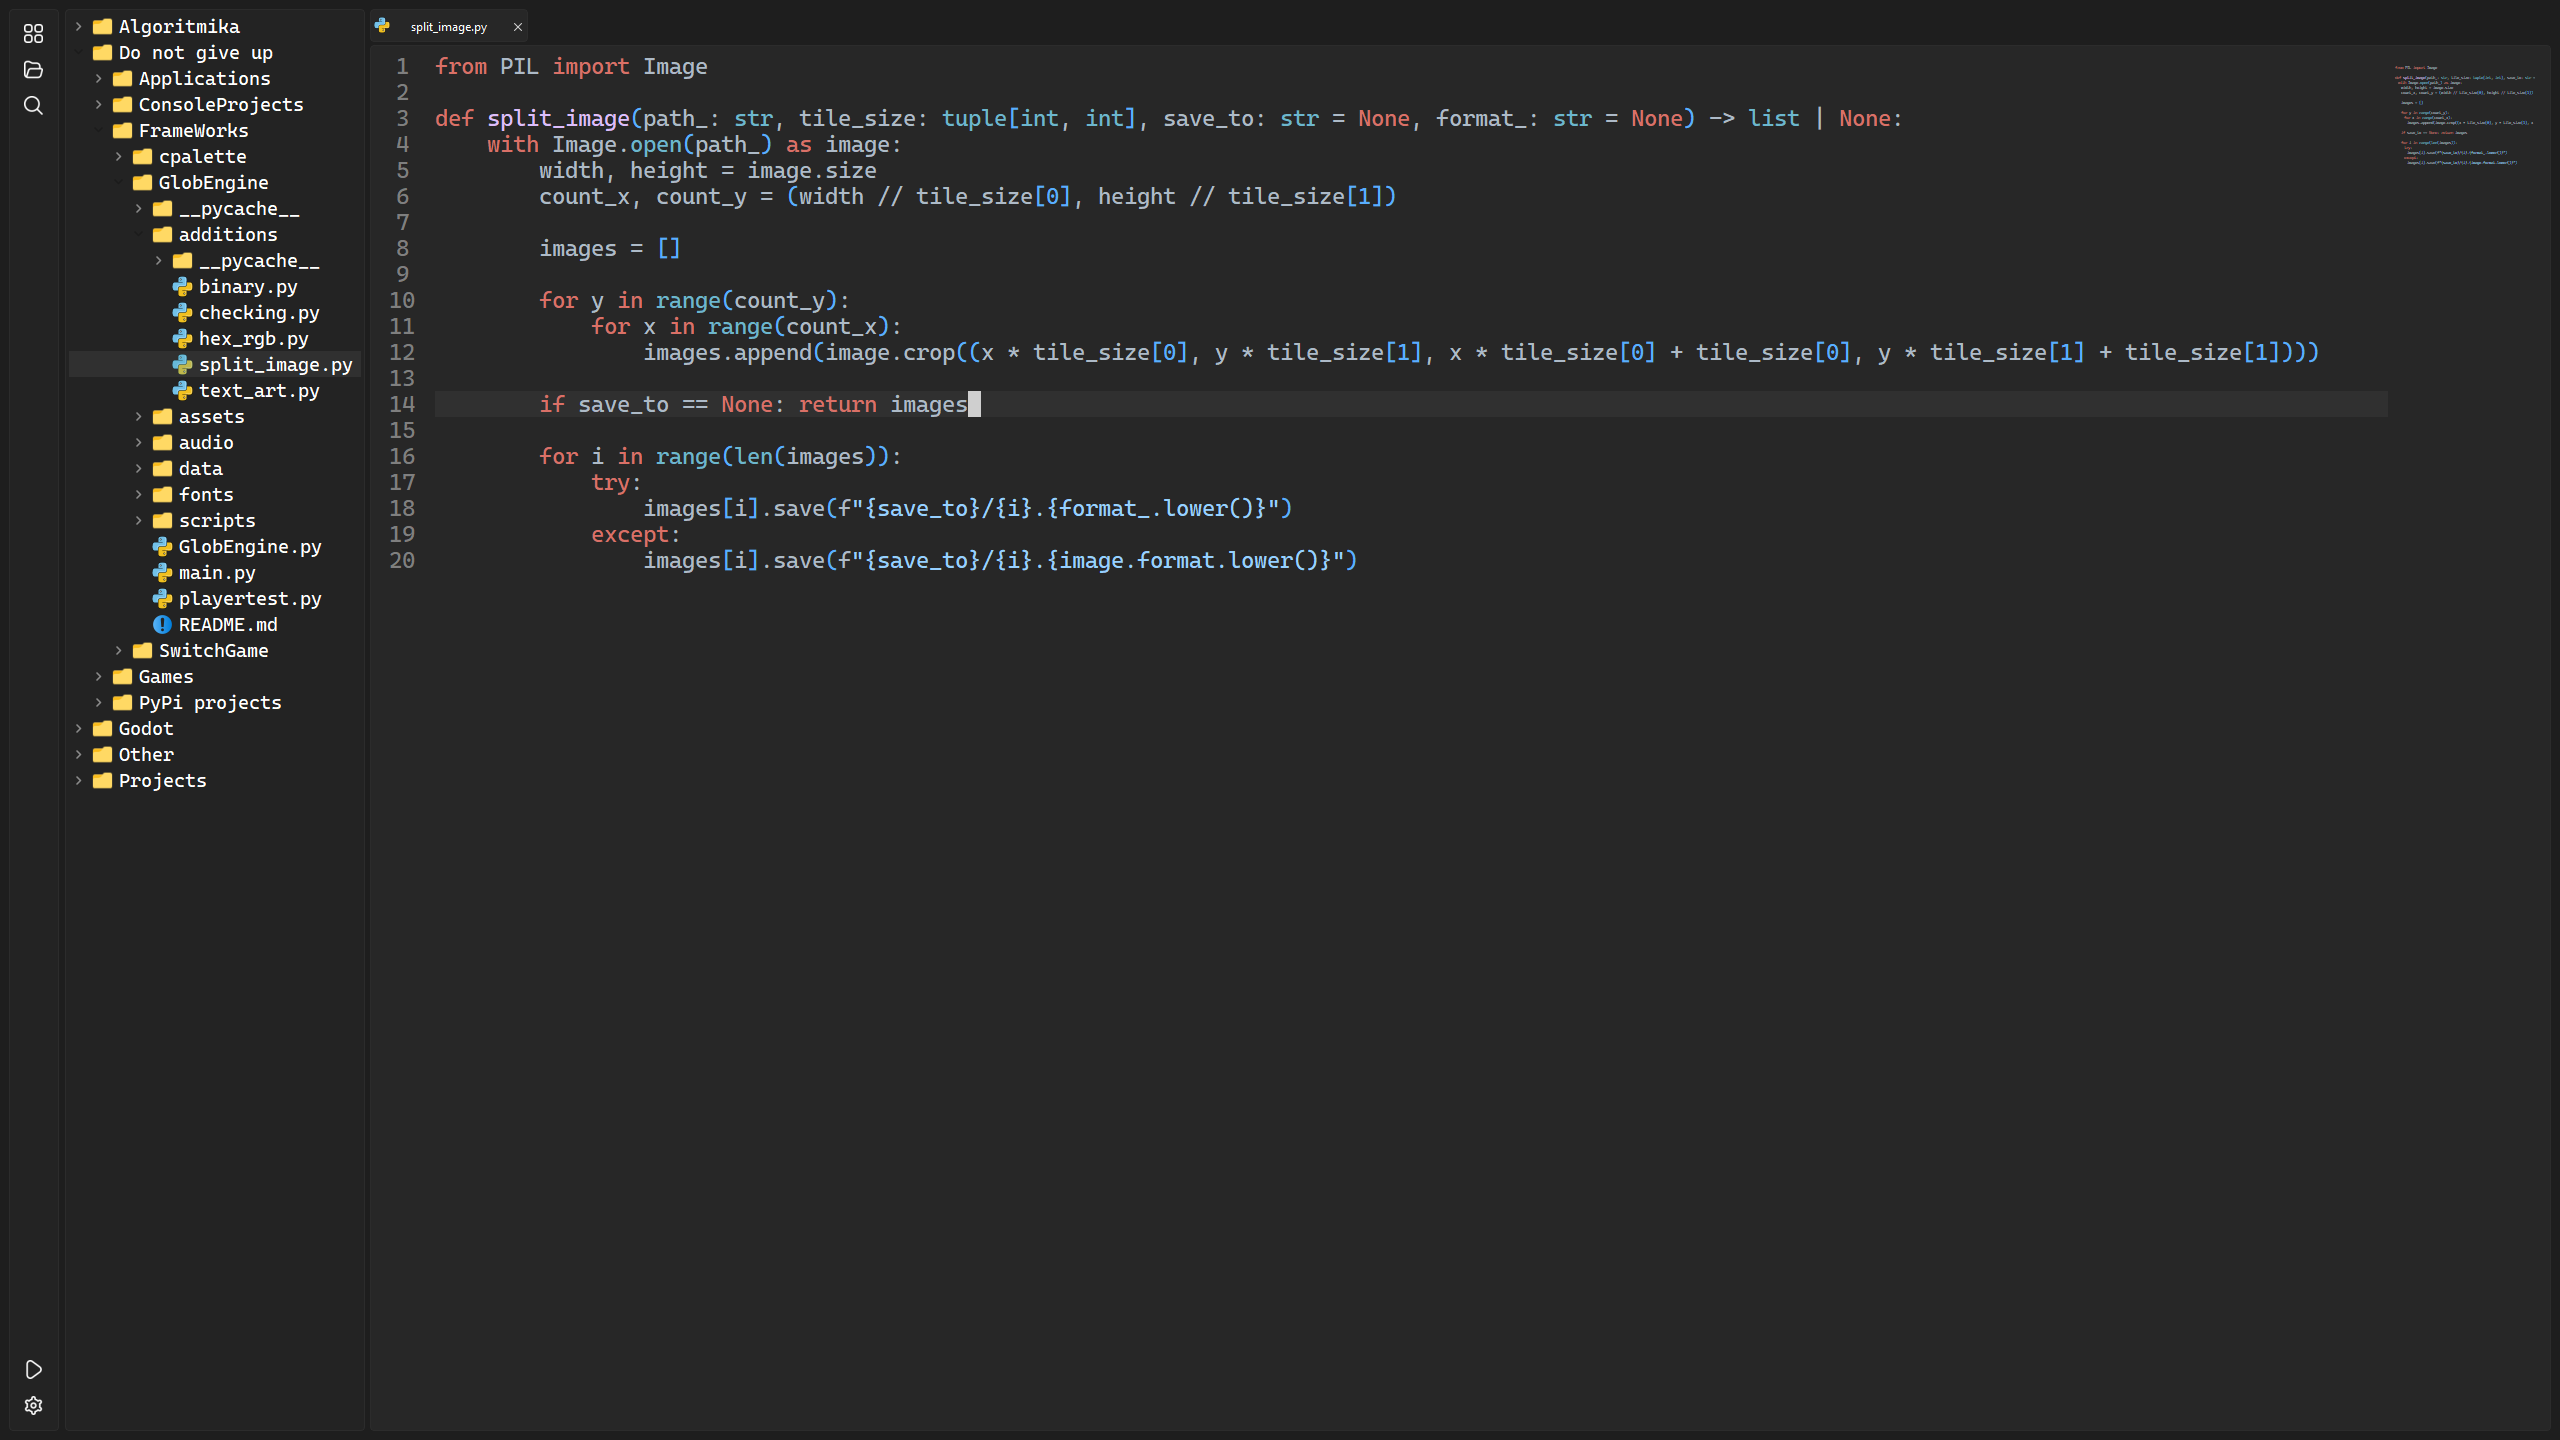 Algoritmika
Do not give up
Applications
ConsoleProjects
FrameWorks
cpalette
GlobEngine
__pycache__
additions
__pycache__
binary.py
checking.py
hex_rgb.py
split_image.py
text_art.py
assets
audio
data
fonts
scripts
GlobEngine.py
main.py
playertest.py
README.md
SwitchGame
Games
PyPi projects
Godot
Other
Projects
split_image.py
1 from PIL import Image
2
3 def split_image(path_: str, tile_size: tuple[int, int], save_to: str = None, format_: str = None) -> list | None:
4     with Image.open(path_) as image:
5         width, height = image.size
6         count_x, count_y = (width // tile_size[0], height // tile_size[1])
7
8         images = []
9
10         for y in range(count_y):
11             for x in range(count_x):
12                 images.append(image.crop((x * tile_size[0], y * tile_size[1], x * tile_size[0] + tile_size[0], y * tile_size[1] + tile_size[1])))
13
14         if save_to == None: return images
15
16         for i in range(len(images)):
17             try:
18                 images[i].save(f"{save_to}/{i}.{format_.lower()}")
19             except:
20                 images[i].save(f"{save_to}/{i}.{image.format.lower()}")